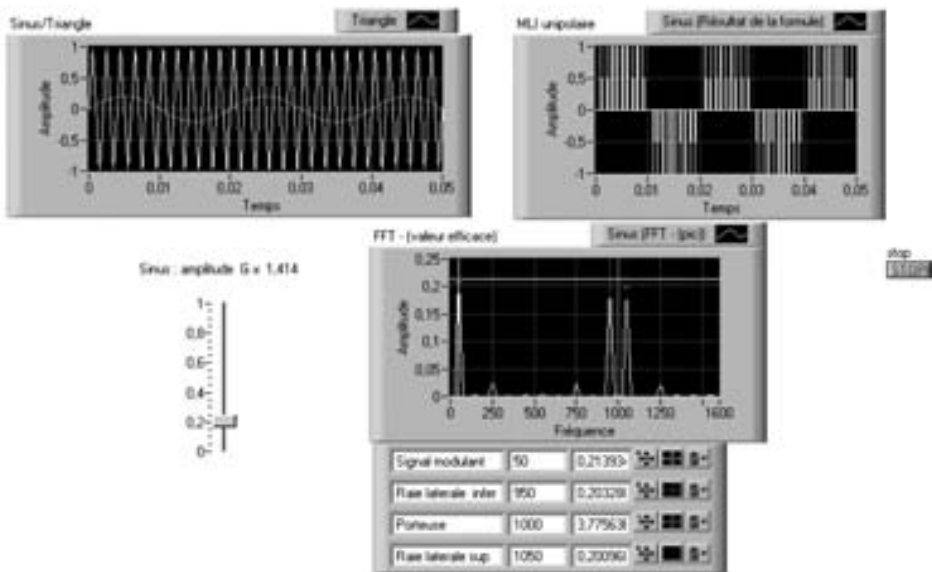 Sinus/Triangle
Triangle
MLI unipolaire
Sinus (Résultat de la formule)
Amplitude
1
0,5
0
-0,5
-1
0
0,01
0,02
0,03
0,04
0,05
Temps
Amplitude
1
0,5
0
-0,5
-1
0
0,01
0,02
0,03
0,04
0,05
Temps
FFT - (valeur efficace)
Sinus (FFT - (pic))
stop
STOP
Sinus : amplitude G x 1,414
1
0,8
0,6
0,4
0,2
0
Amplitude
0,25
0,2
0,15
0,1
0,05
0
0
250
500
750
1000
1250
1600
Fréquence
Signal modulant 50
Raie laterale infer 950
Porteuse 1000
Raie laterale sup 1050